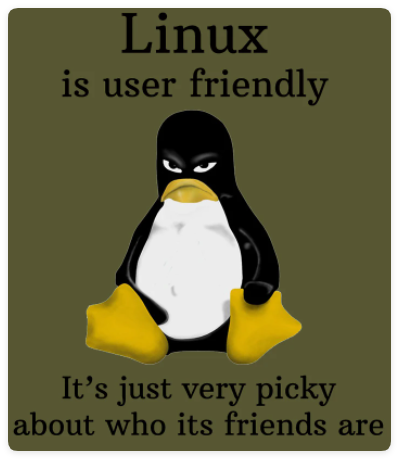 Linux
is user friendly
It’s just very picky
about who its friends are